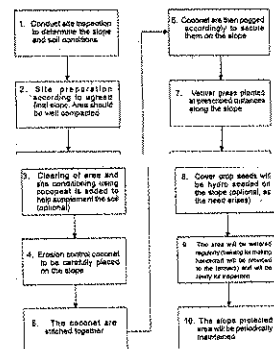 1. Conduct site inspection
to determine the slope
and soil conditions
2. Site preparation
according to agreed
final slope. Area should
be well compacted
3. Clearing of area and
site conditioning using
cocopeat is added to
help supplement the soil
(optional)
4. Erosion control coconet
to be carefully placed
on the slope
5. The coconet are
stitched together
6. Coconet are then pegged
accordingly to secure
them on the slope
7. Vetiver grass planted
at prescribed distances
along the slope
8. Cover crop seeds will
be hydro seeded on
the slope (optional, as
the need arises)
9. The area will be watered
regularly
will be provided
and will be
ready for inspection
10. The slope protected
area will be periodically
maintained